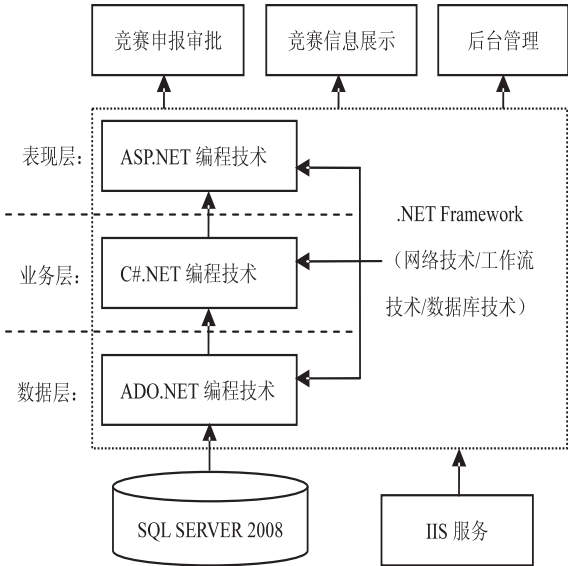 竞赛申报审批
竞赛信息展示
后台管理
表现层：
ASP.NET 编程技术
.NET Framework
（网络技术/工作流
技术/数据库技术）
业务层：
C#.NET 编程技术
数据层：
ADO.NET 编程技术
SQL SERVER 2008
IIS 服务